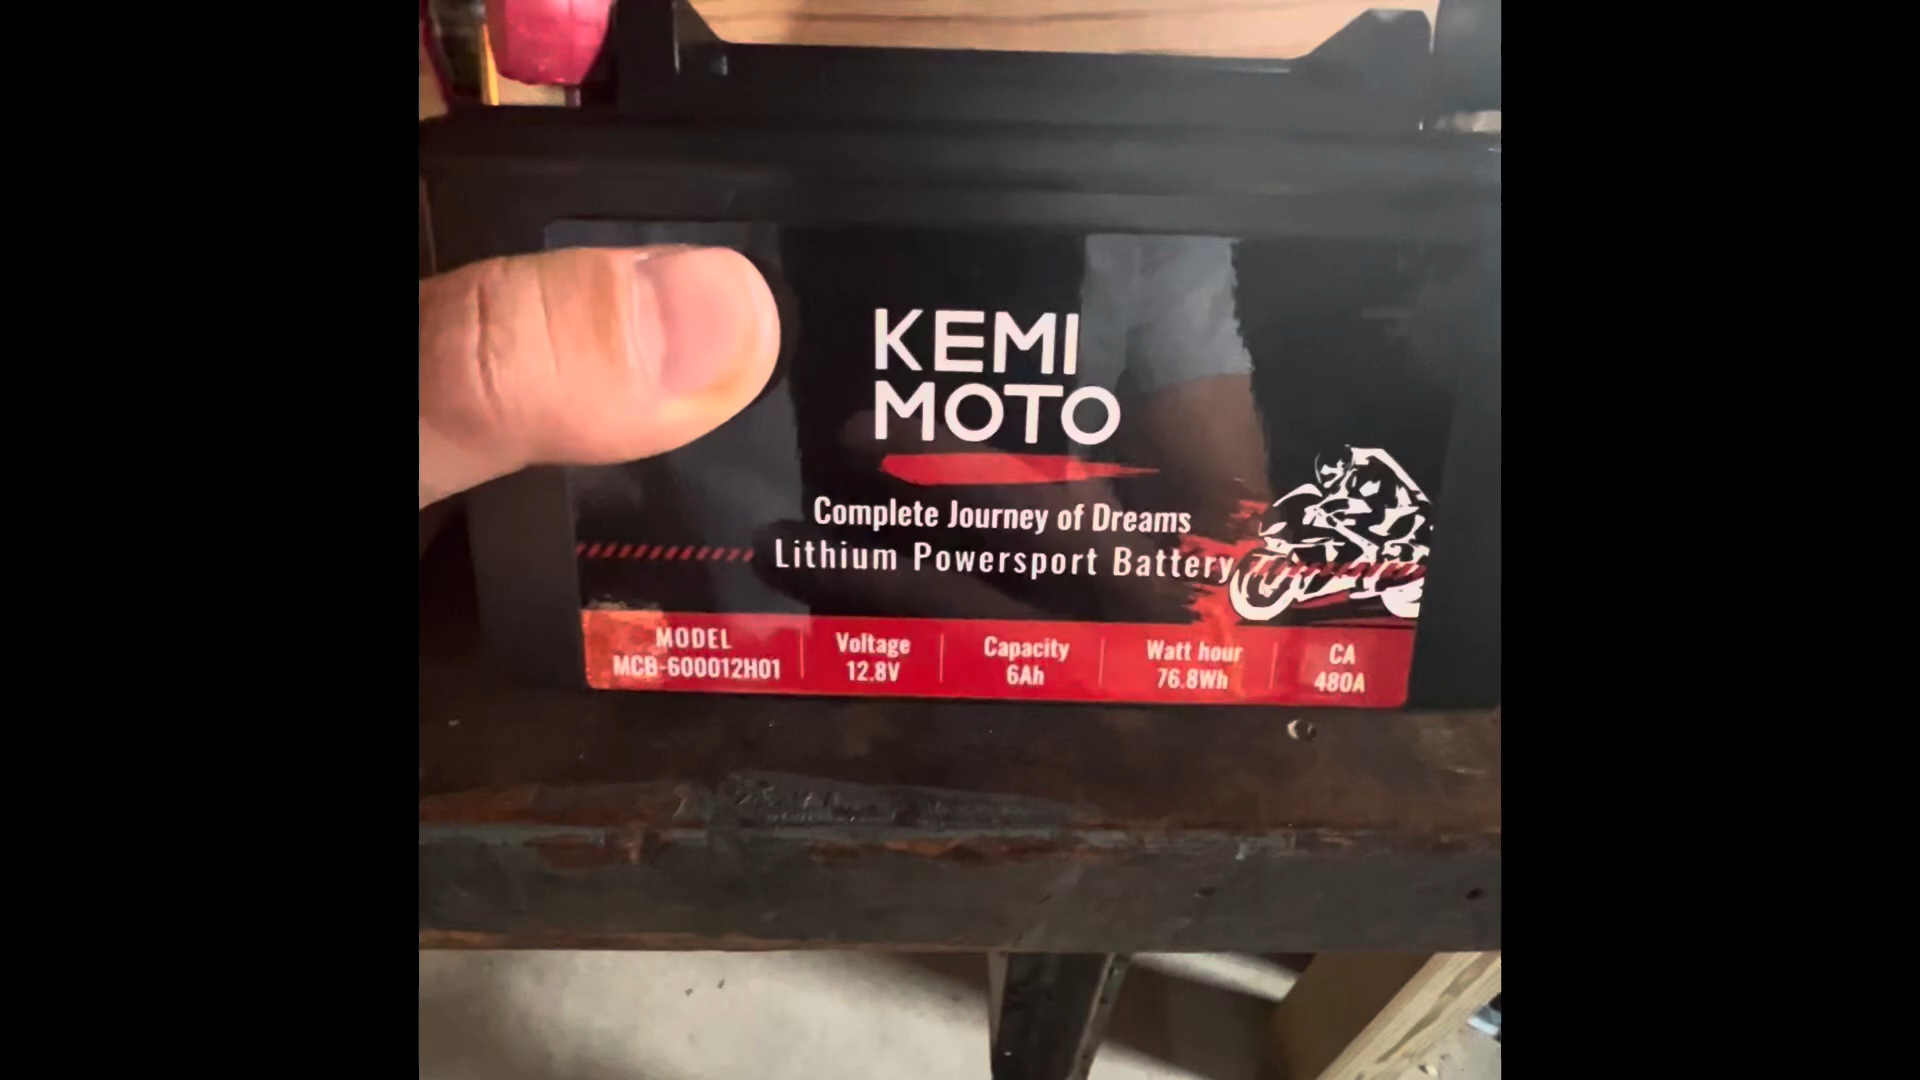 KEMI
MOTO
Complete Journey of Dreams
Lithium Powersport Battery
MODEL Voltage Capacity Watt hour CA
MCB-600012H01 12.8V 6Ah 76.8Wh 480A